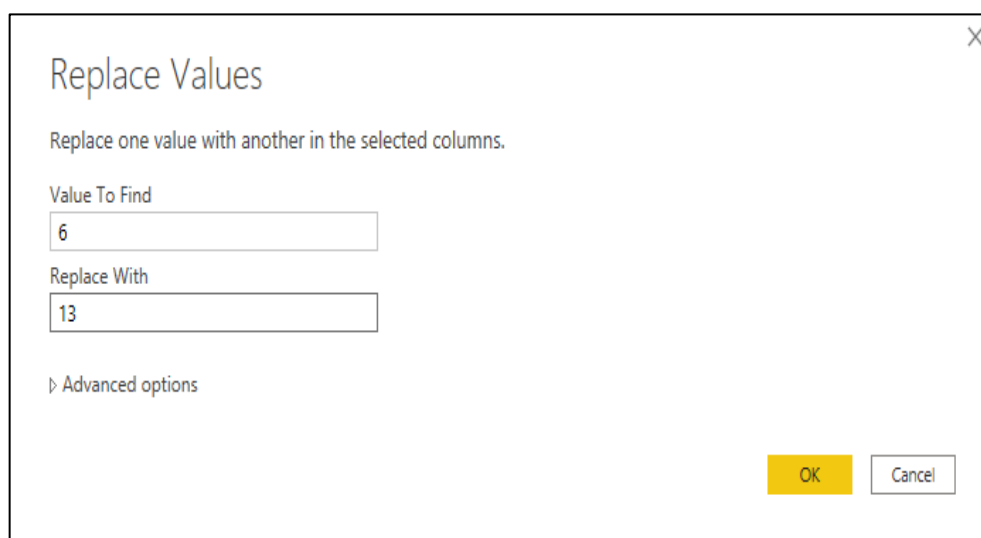 Replace Values
Replace one value with another in the selected columns.
Value To Find
6
Replace With
13
Advanced options
OK Cancel